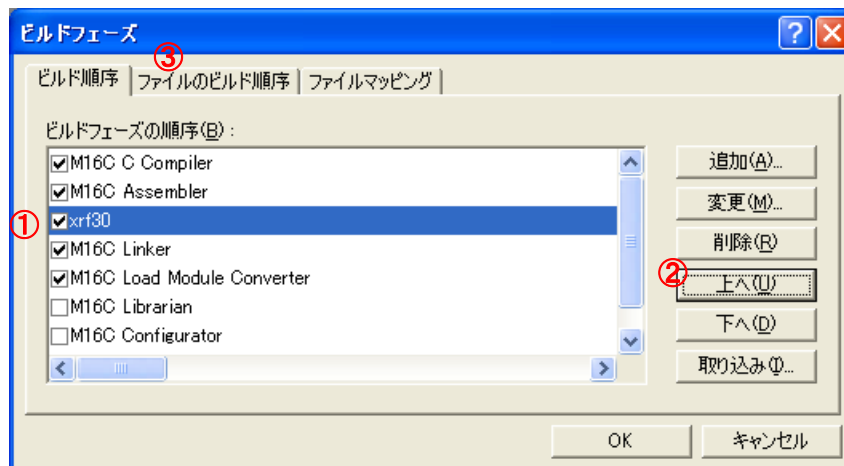 ビルドフェーズ
③
ビルド順序 ファイルのビルド順序 ファイルマッピング
ビルドフェーズの順序(B):
M16C C Compiler
M16C Assembler
① xrf30
M16C Linker
M16C Load Module Converter
M16C Librarian
M16C Configurator
追加(A)...
変更(M)...
削除(R)
② 上へ(U)
下へ(D)
取り込み(I)...
OK キャンセル